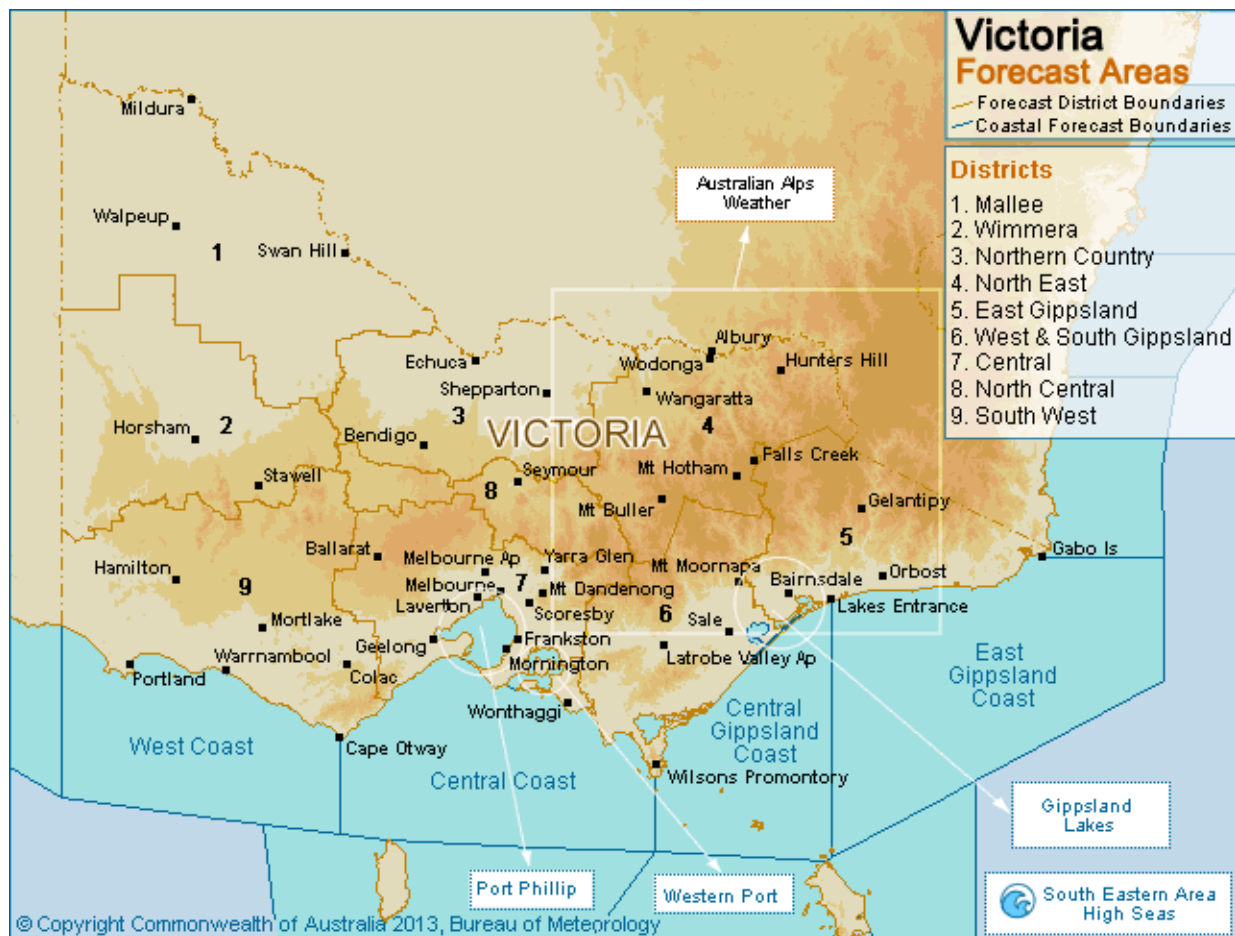 Victoria
Forecast Areas
Forecast District Boundaries
Coastal Forecast Boundaries
Districts
1. Mallee
2. Wimmera
3. Northern Country
4. North East
5. East Gippsland
6. West & South Gippsland
7. Central
8. North Central
9. South West
Mildura
Australian Alps
Weather
Walpeup
1
Swan Hill
Albury
Echuca
Wodonga
Hunters Hill
Shepparton
Wangaratta
3
VICTORIA
4
Horsham
2
Bendigo
Falls Creek
Mt Hotham
Seymour
Stawell
8
Mt Buller
Gelantipy
5
Ballarat
Melbourne Ap
Yarra Glen
Mt Moornapa
Gabo Is
Hamilton
Melbourne
7
Mt Dandenong
Bairnsdale
Orbost
Laverton
Scoresby
9
6
Lakes Entrance
Mortlake
Sale
Geelong
Frankston
Warrnambool
Mornington
Latrobe Valley Ap
Portland
Colac
East
Gippsland
Coast
Wonthaggi
Central
Gippsland
Coast
West Coast
Cape Otway
Central Coast
Wilsons Promontory
Gippsland
Lakes
Port Phillip
Western Port
South Eastern Area
High Seas
© Copyright Commonwealth of Australia 2013, Bureau of Meteorology